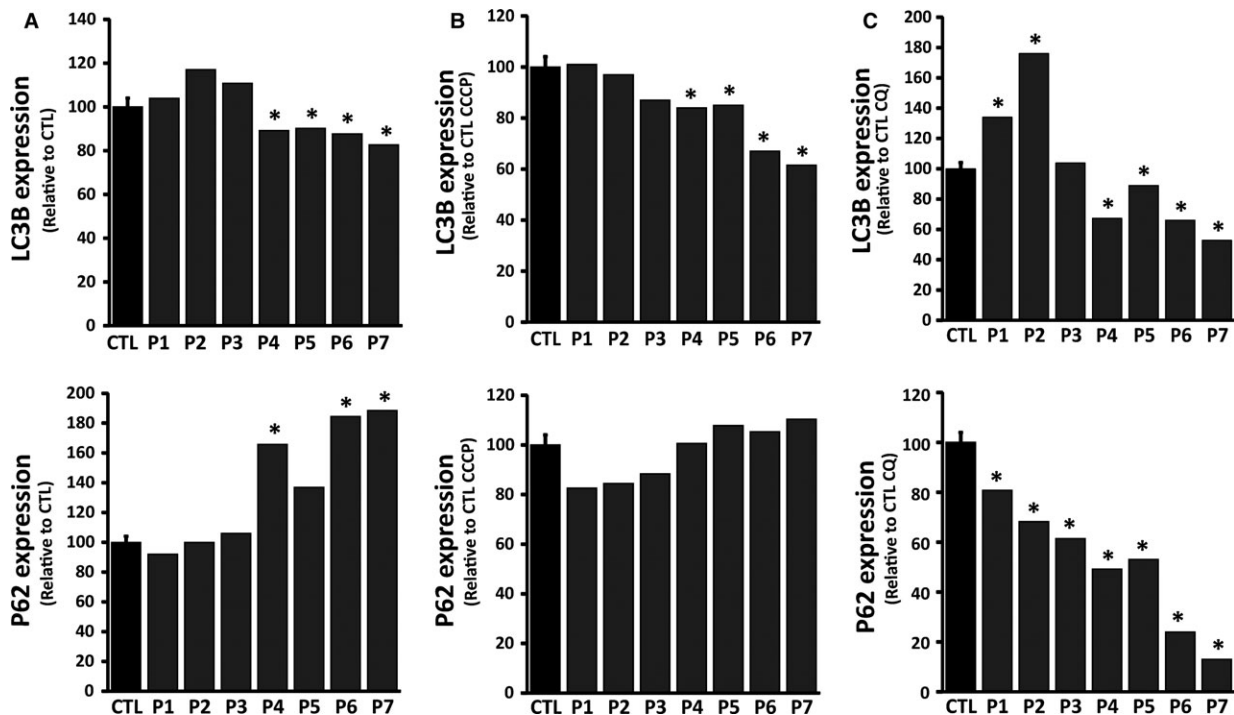 A
LC3B expression
(Relative to CTL)
140
120
100
80
60
40
20
0
* * * *
CTL P1 P2 P3 P4 P5 P6 P7
B
LC3B expression
(Relative to CTL CCCP)
120
100
80
60
40
20
0
* * * *
CTL P1 P2 P3 P4 P5 P6 P7
C
LC3B expression
(Relative to CTL CQ)
200
180
160
140
120
100
80
60
40
20
0
* * * * * *
CTL P1 P2 P3 P4 P5 P6 P7
P62 expression
(Relative to CTL)
200
180
160
140
120
100
80
60
40
20
0
* * *
CTL P1 P2 P3 P4 P5 P6 P7
P62 expression
(Relative to CTL CCCP)
120
100
80
60
40
20
0
CTL P1 P2 P3 P4 P5 P6 P7
P62 expression
(Relative to CTL CQ)
120
100
80
60
40
20
0
* * * * * * *
CTL P1 P2 P3 P4 P5 P6 P7